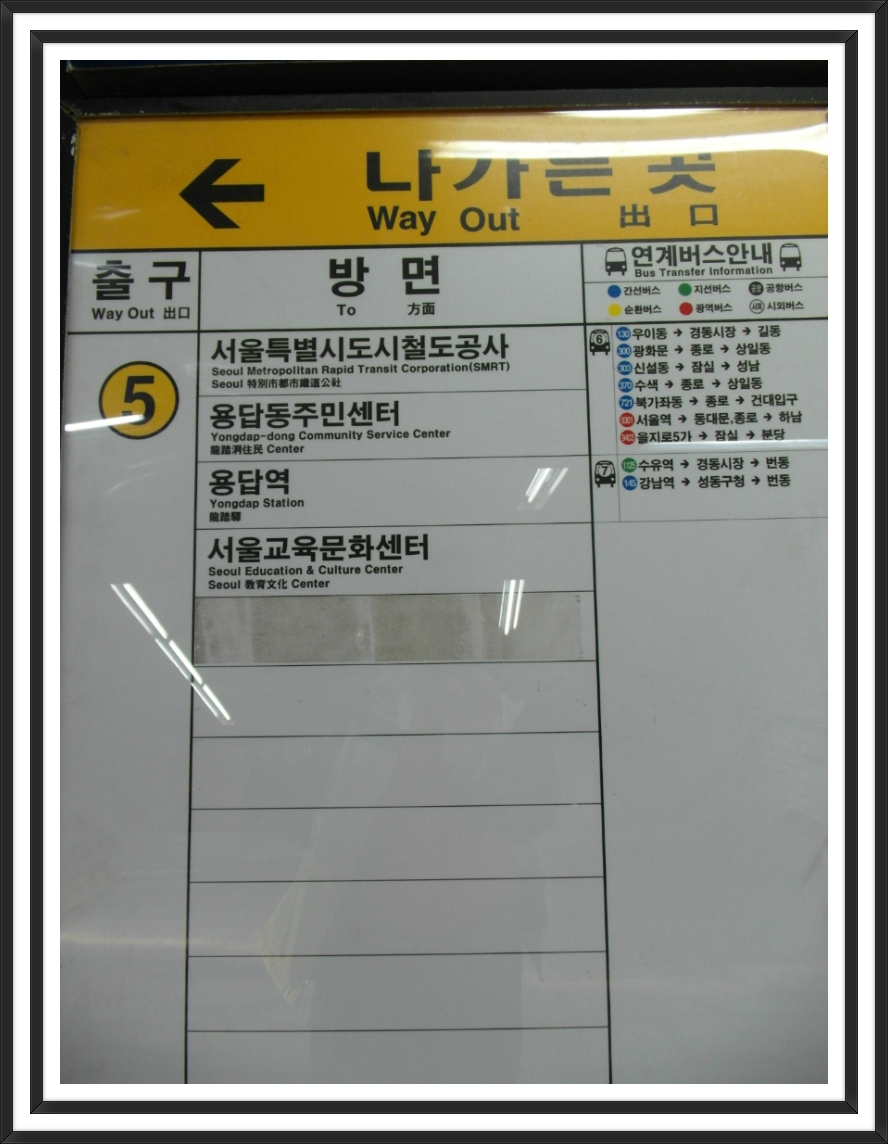 나가는 곳
Way Out 出口
출구
Way Out 出口
방면
To 方面
연계버스안내
Bus Transfer Information
간선버스 지선버스 공항 공항버스
순환버스 광역버스 시외 시외버스
5
서울특별시도시철도공사
Seoul Metropolitan Rapid Transit Corporation(SMRT)
Seoul 特別市都市鐵道公社
용답동주민센터
Yongdap-dong Community Service Center
龍踏洞住民 Center
용답역
Yongdap Station
龍踏驛
서울교육문화센터
Seoul Education & Culture Center
Seoul 教育文化 Center
6
130 우이동 → 경동시장 → 길동
300 광화문 → 종로 → 상일동
303 신설동 → 잠실 → 성남
370 수색 → 종로 → 상일동
721 북가좌동 → 종로 → 건대입구
9301 서울역 → 동대문,종로 → 하남
9403 을지로5가 → 잠실 → 분당
7
수유역 → 경동시장 → 번동
145 강남역 → 성동구청 → 번동